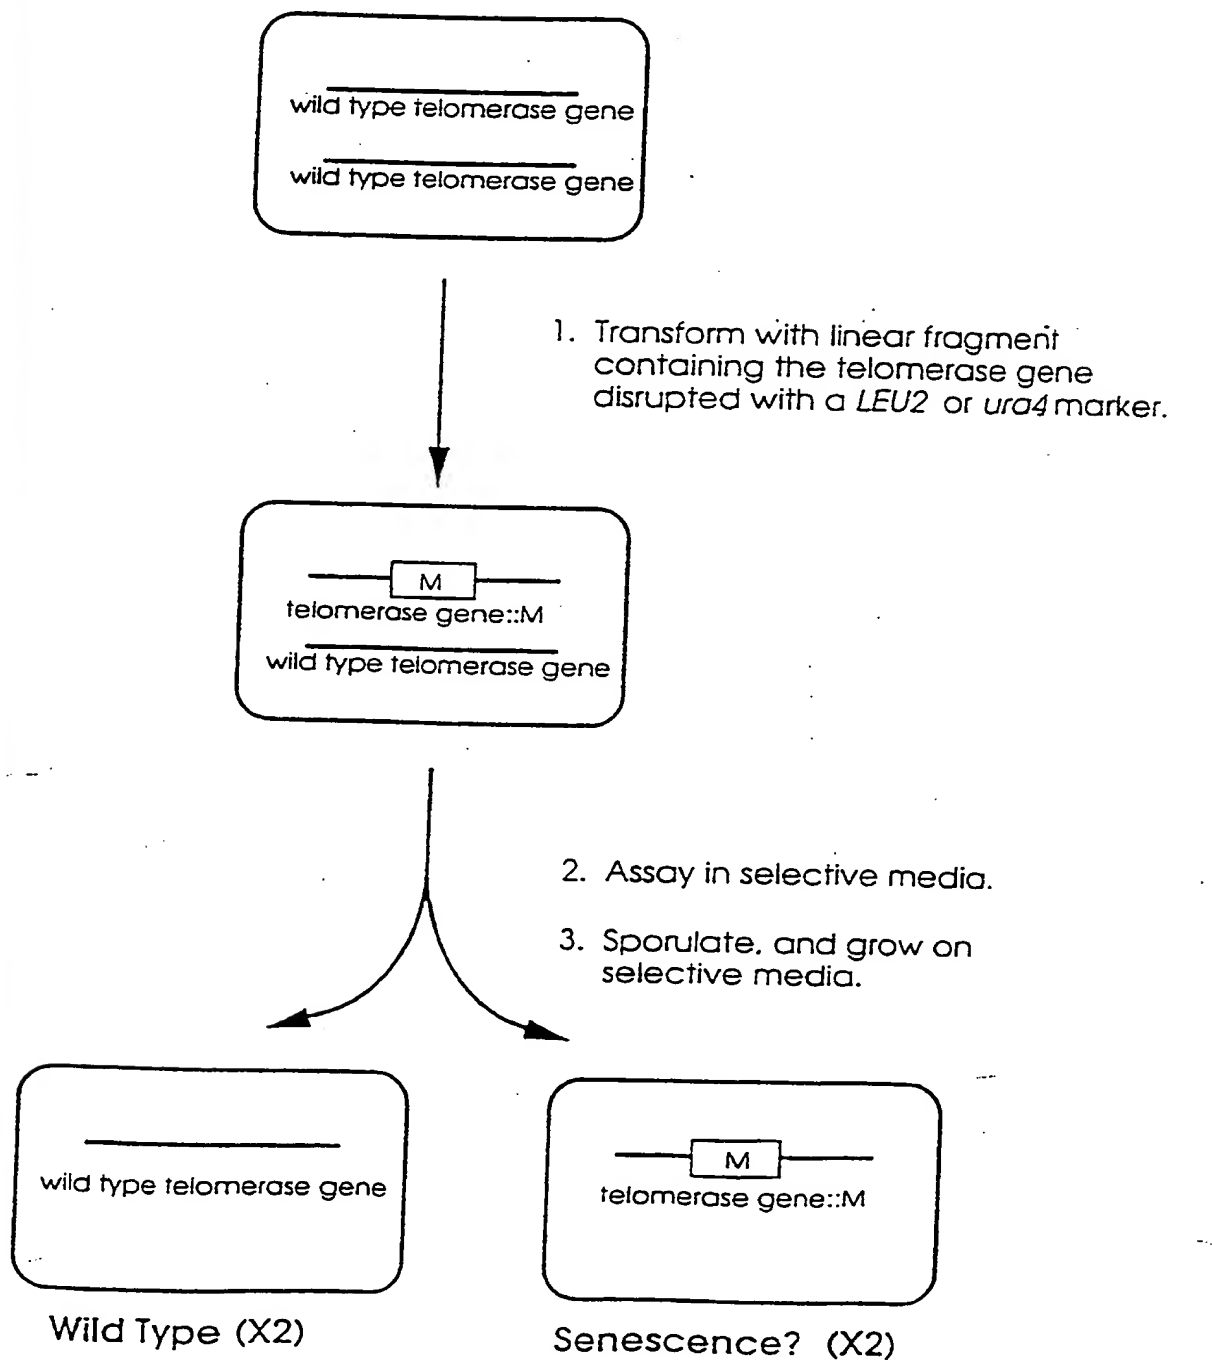 wild type telomerase gene
wild type telomerase gene
1. Transform with linear fragment
containing the telomerase gene
disrupted with a LEU2 or ura4 marker.
M
telomerase gene::M
wild type telomerase gene
2. Assay in selective media.
3. Sporulate, and grow on
selective media.
wild type telomerase gene
M
telomerase gene::M
Wild Type (X2)
Senescence? (X2)